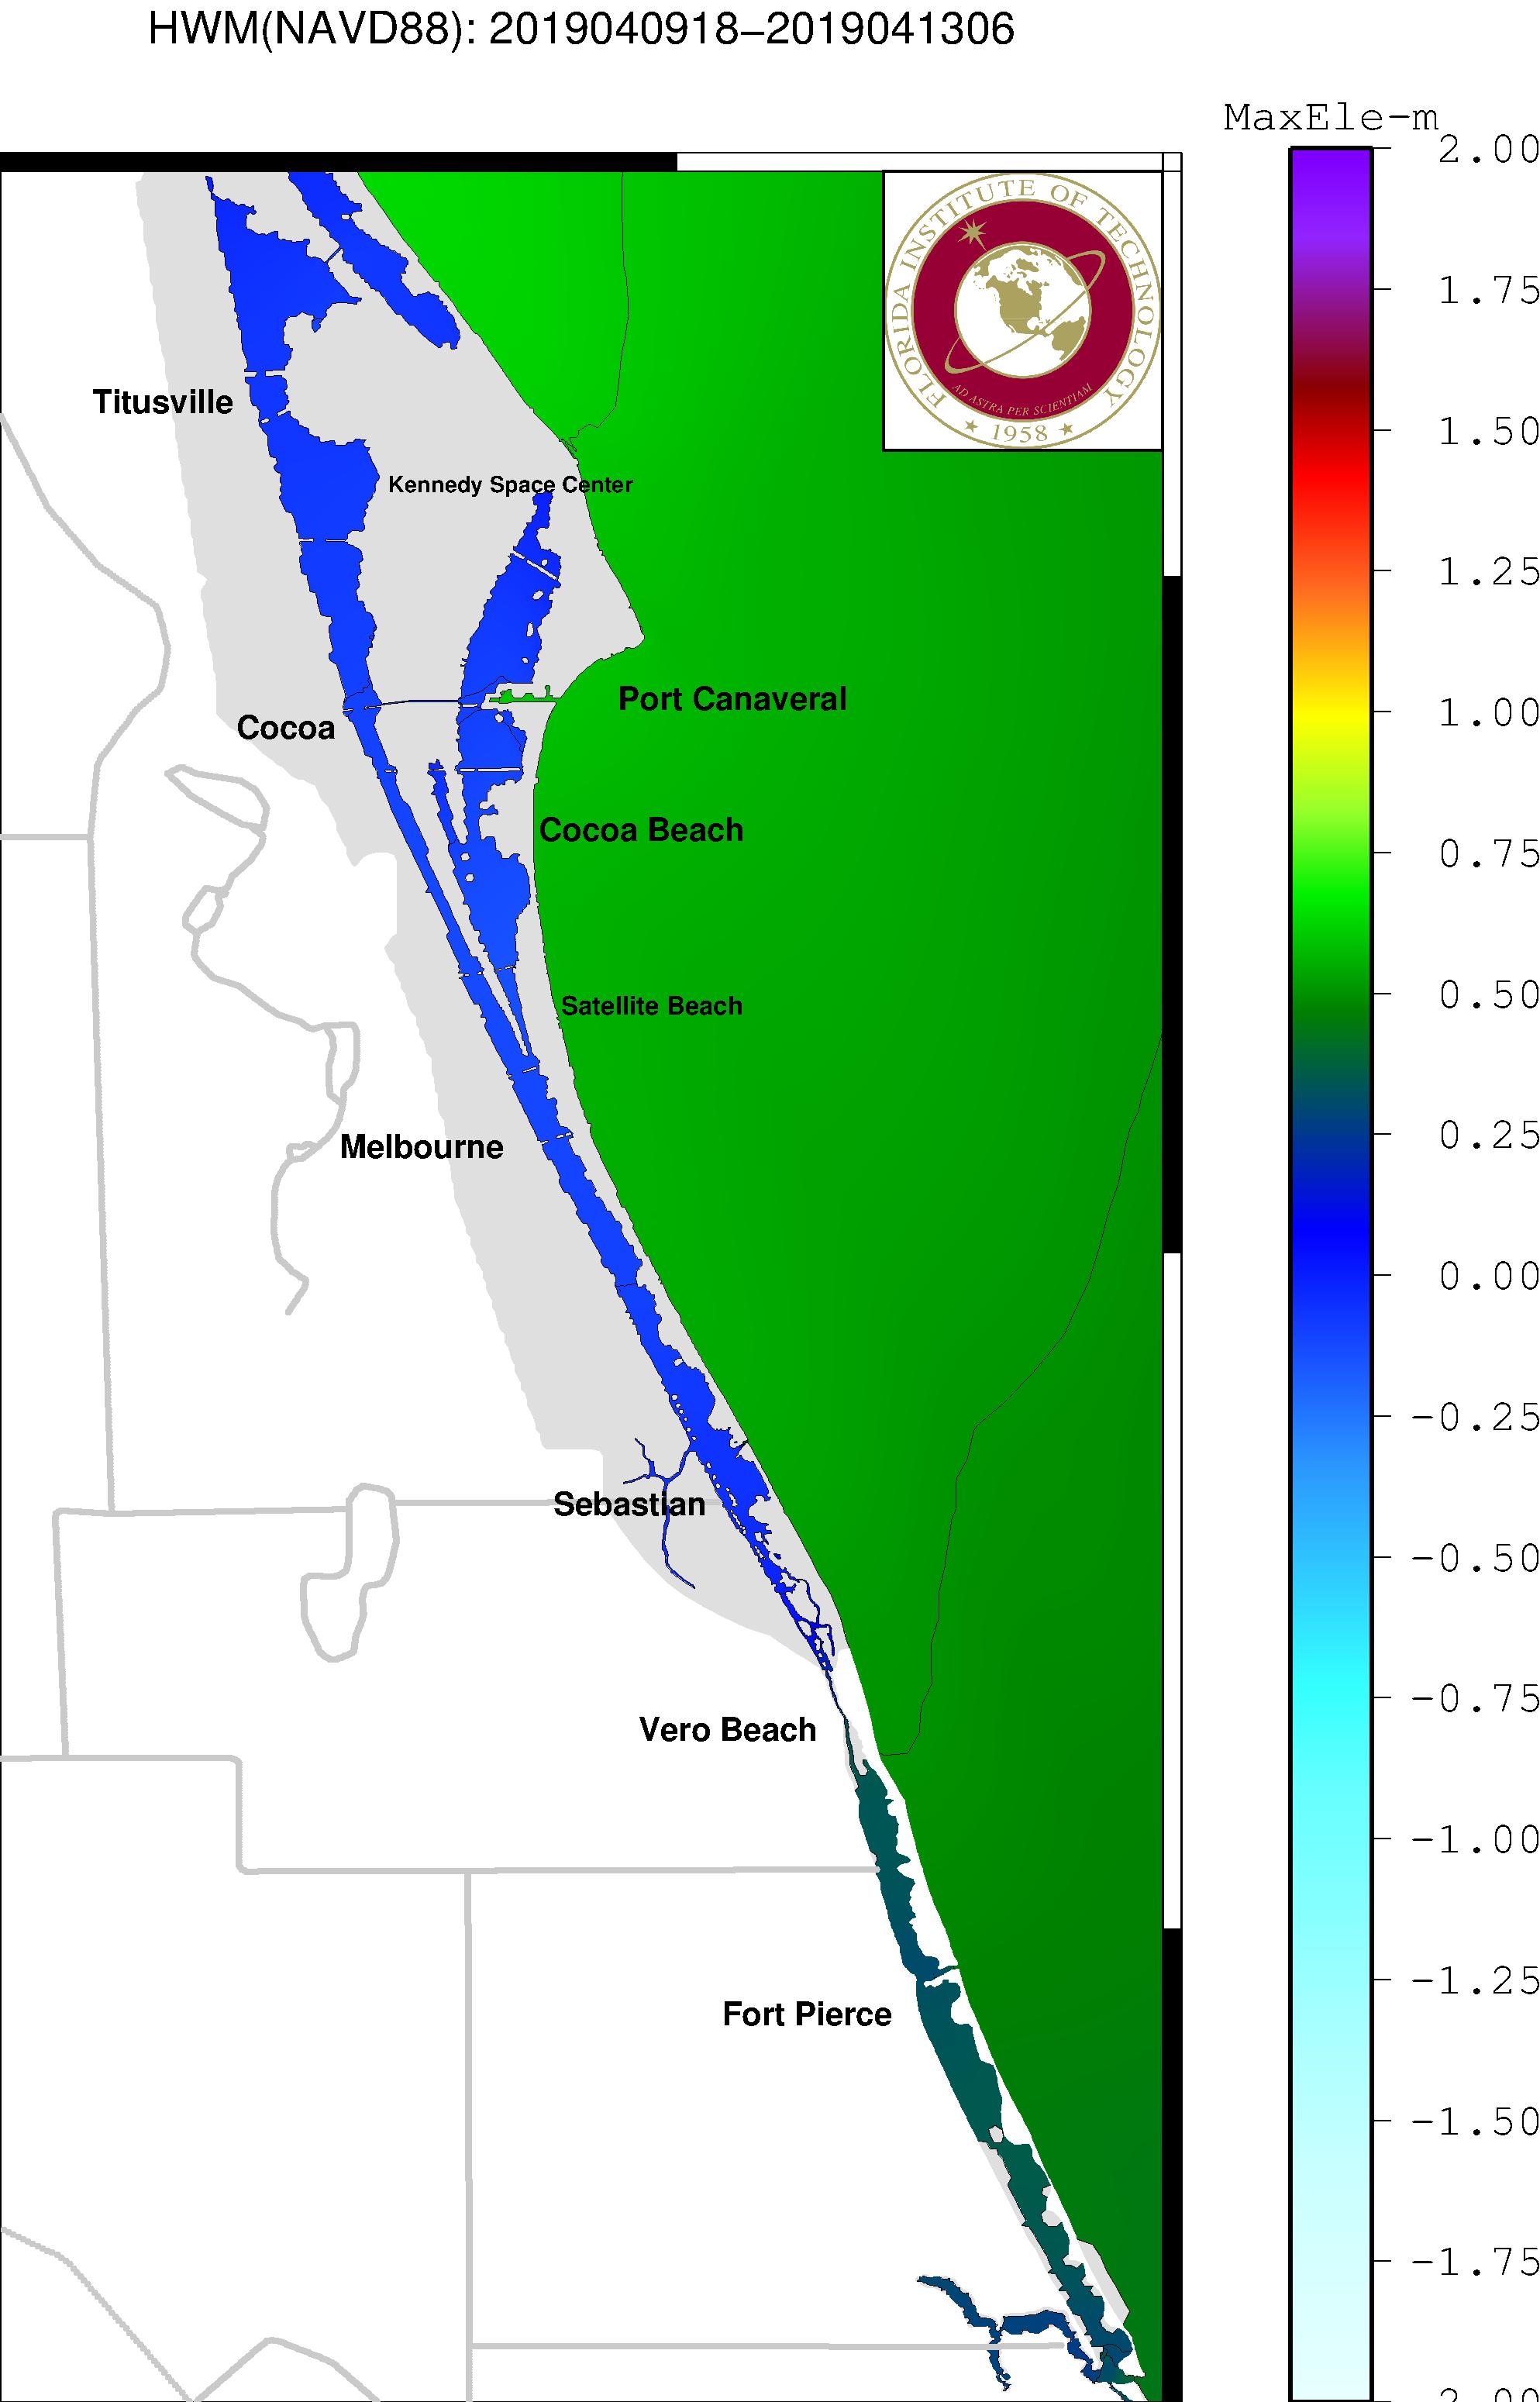 HWM(NAVD88): 2019040918–2019041306
MaxEle-m
2.00
1.75
1.50
1.25
1.00
0.75
0.50
0.25
0.00
-0.25
-0.50
-0.75
-1.00
-1.25
-1.50
-1.75
-2.00
FLORIDA INSTITUTE OF TECHNOLOGY
AD ASTRA PER SCIENTIAM
★ 1958 ★
Titusville
Kennedy Space Center
Port Canaveral
Cocoa
Cocoa Beach
Satellite Beach
Melbourne
Sebastian
Vero Beach
Fort Pierce